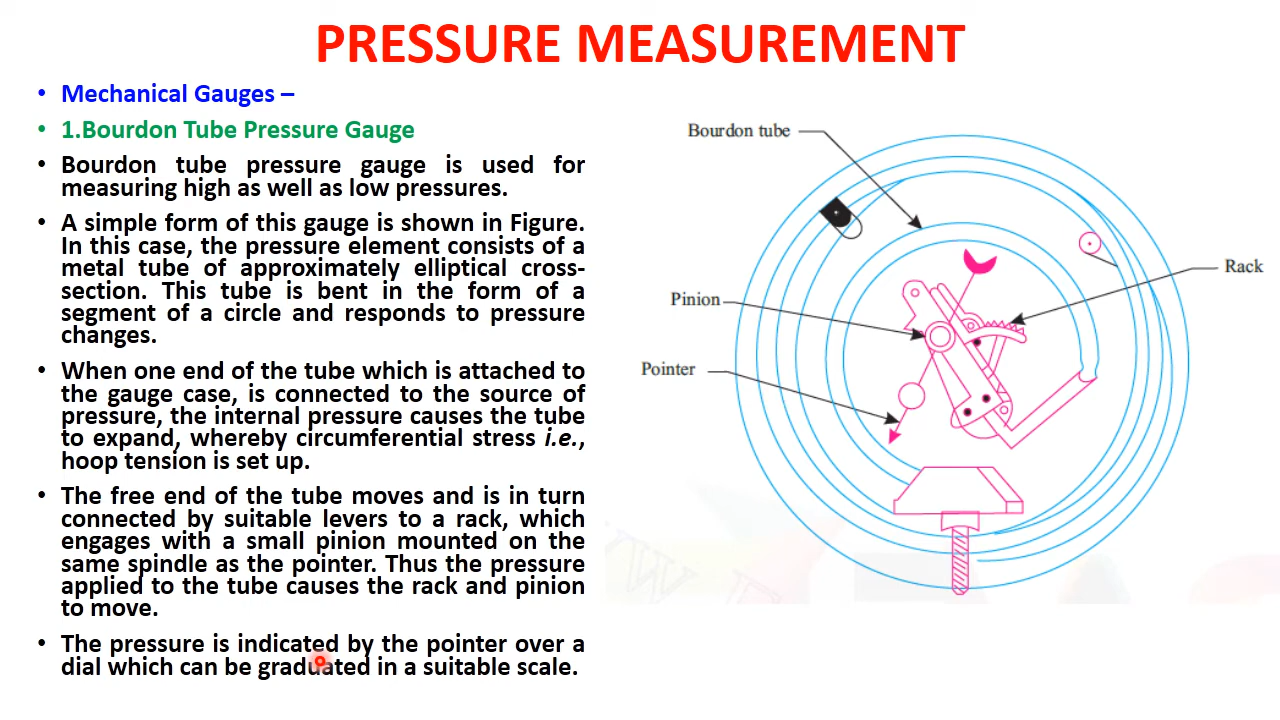 PRESSURE MEASUREMENT
• Mechanical Gauges –
• 1.Bourdon Tube Pressure Gauge
• Bourdon tube pressure gauge is used for
measuring high as well as low pressures.
• A simple form of this gauge is shown in Figure.
In this case, the pressure element consists of a
metal tube of approximately elliptical cross-
section. This tube is bent in the form of a
segment of a circle and responds to pressure
changes.
• When one end of the tube which is attached to
the gauge case, is connected to the source of
pressure, the internal pressure causes the tube
to expand, whereby circumferential stress i.e.,
hoop tension is set up.
• The free end of the tube moves and is in turn
connected by suitable levers to a rack, which
engages with a small pinion mounted on the
same spindle as the pointer. Thus the pressure
applied to the tube causes the rack and pinion
to move.
• The pressure is indicated by the pointer over a
dial which can be graduated in a suitable scale.
Bourdon tube
Rack
Pinion
Pointer